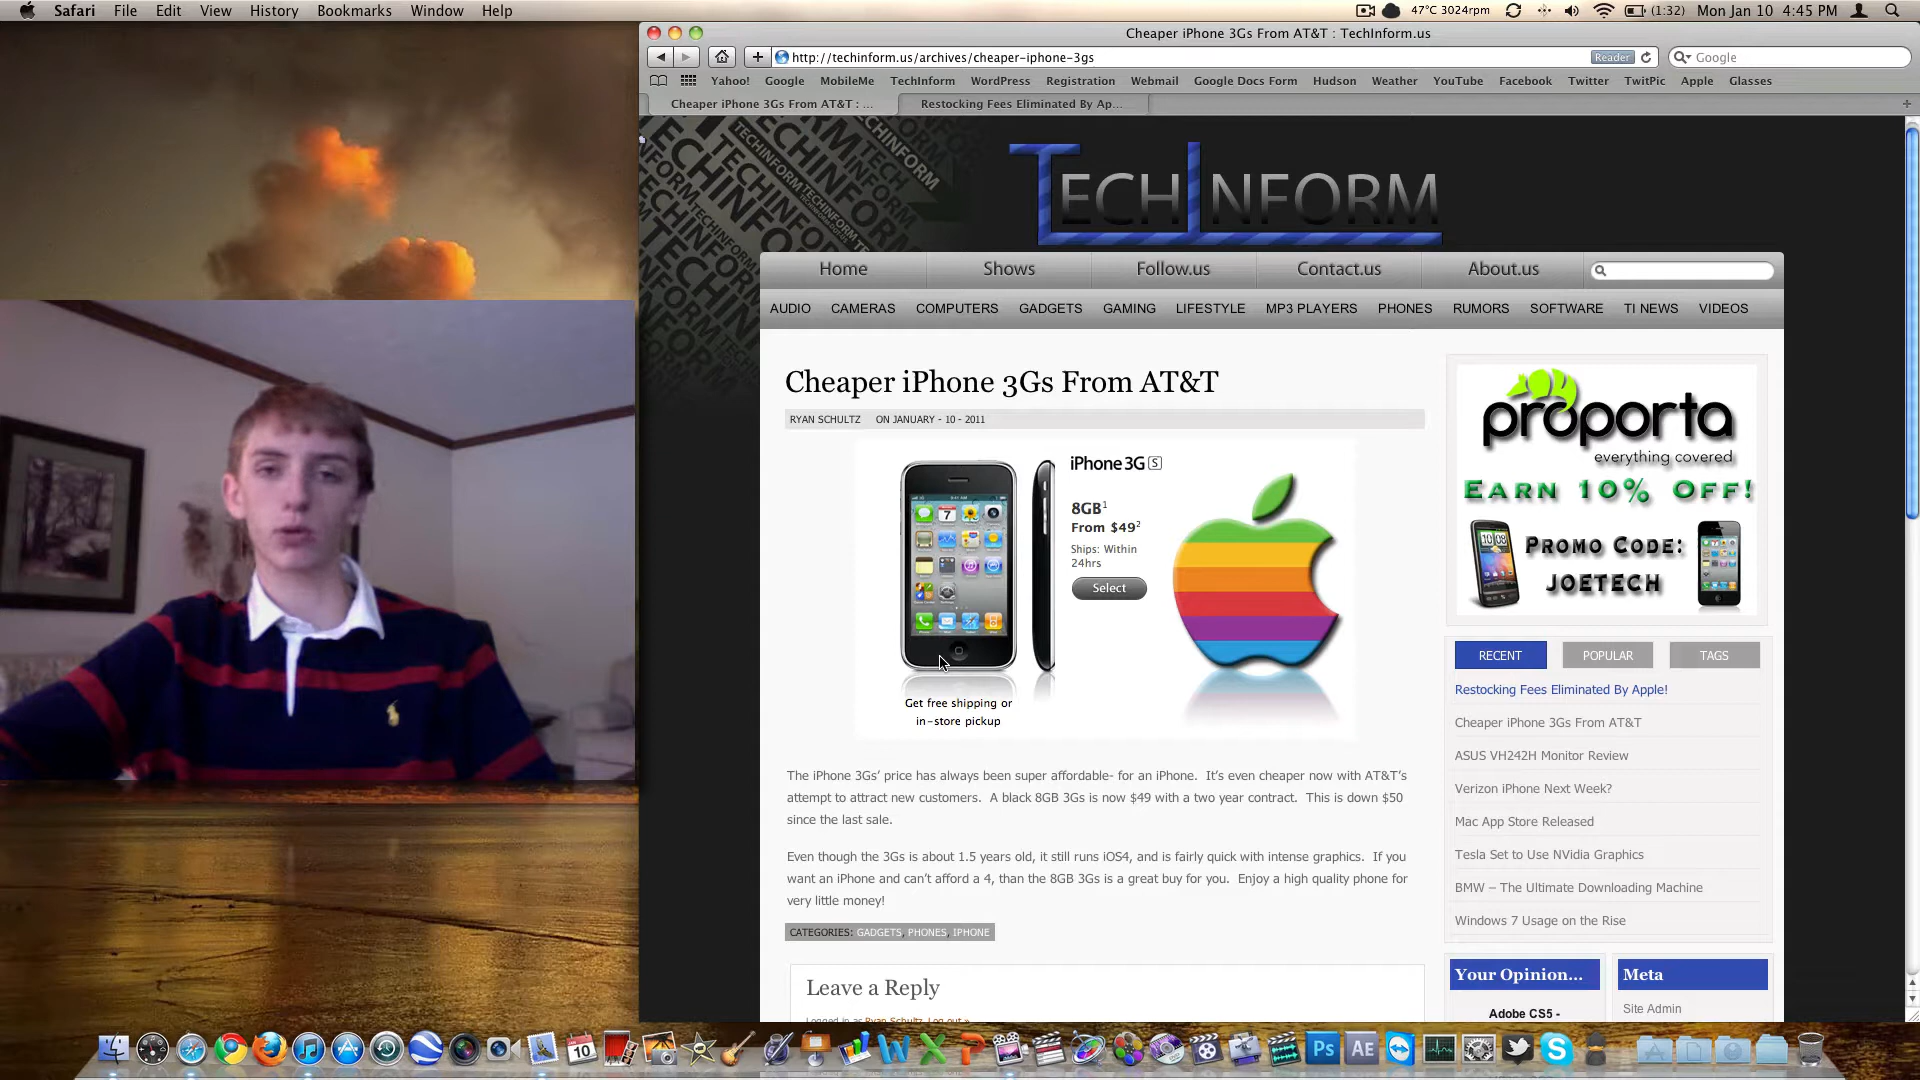 Safari File Edit View History Bookmarks Window Help
47°C 3024rpm (1:32) Mon Jan 10 4:45 PM
Cheaper iPhone 3Gs From AT&T : TechInform.us
http://techinform.us/archives/cheaper-iphone-3gs Reader Google
Yahoo! Google MobileMe TechInform WordPress Registration Webmail Google Docs Form Hudson Weather YouTube Facebook Twitter TwitPic Apple Glasses
Cheaper iPhone 3Gs From AT&T : ... Restocking Fees Eliminated By Ap...
TECHINFORM
Home Shows Follow.us Contact.us About.us
AUDIO CAMERAS COMPUTERS GADGETS GAMING LIFESTYLE MP3 PLAYERS PHONES RUMORS SOFTWARE TI NEWS VIDEOS
Cheaper iPhone 3Gs From AT&T
RYAN SCHULTZ ON JANUARY - 10 - 2011
iPhone 3G S
8GB1
From $492
Ships: Within
24hrs
Select
Get free shipping or
in-store pickup
The iPhone 3Gs' price has always been super affordable- for an iPhone. It's even cheaper now with AT&T's
attempt to attract new customers. A black 8GB 3Gs is now $49 with a two year contract. This is down $50
since the last sale.
Even though the 3Gs is about 1.5 years old, it still runs iOS4, and is fairly quick with intense graphics. If you
want an iPhone and can't afford a 4, than the 8GB 3Gs is a great buy for you. Enjoy a high quality phone for
very little money!
CATEGORIES: GADGETS, PHONES, IPHONE
Leave a Reply
Logged in as Ryan Schultz. Log out »
proporta
everything covered
EARN 10% OFF!
PROMO CODE:
JOETECH
RECENT POPULAR TAGS
Restocking Fees Eliminated By Apple!
Cheaper iPhone 3Gs From AT&T
ASUS VH242H Monitor Review
Verizon iPhone Next Week?
Mac App Store Released
Tesla Set to Use NVidia Graphics
BMW – The Ultimate Downloading Machine
Windows 7 Usage on the Rise
Your Opinion... Meta
Adobe CS5 - Site Admin
10
Ps AE